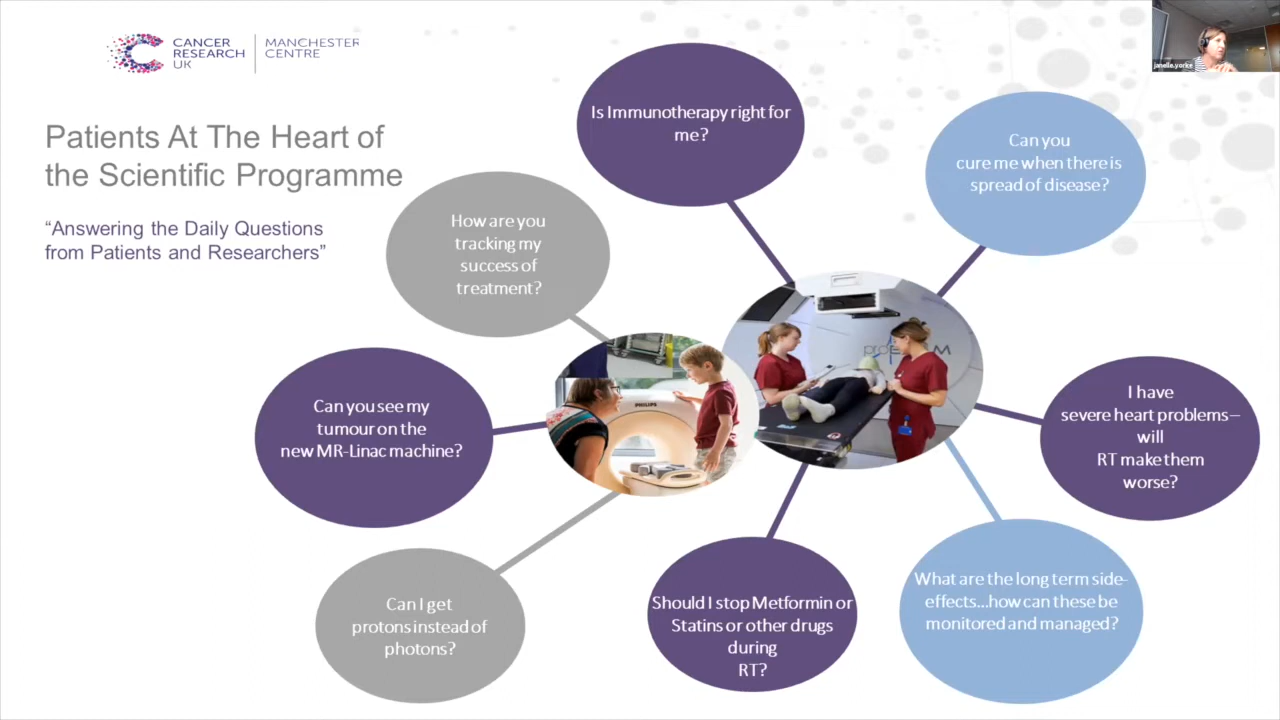 CANCER
RESEARCH
UK
MANCHESTER
CENTRE
janelle.yorke
Patients At The Heart of
the Scientific Programme
“Answering the Daily Questions
from Patients and Researchers”
Is Immunotherapy right for
me?
Can you
cure me when there is
spread of disease?
How are you
tracking my
success of
treatment?
Can you see my
tumour on the
new MR-Linac machine?
PHILIPS
I have
severe heart problems–
will
RT make them
worse?
Can I get
protons instead of
photons?
Should I stop Metformin or
Statins or other drugs
during
RT?
What are the long term side-
effects...how can these be
monitored and managed?